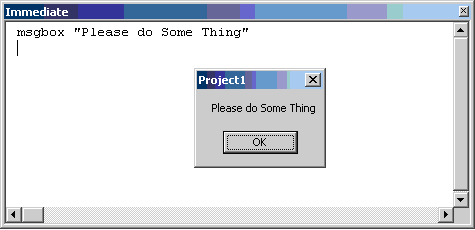 Immediate
msgbox "Please do Some Thing"
Project1
Please do Some Thing
OK